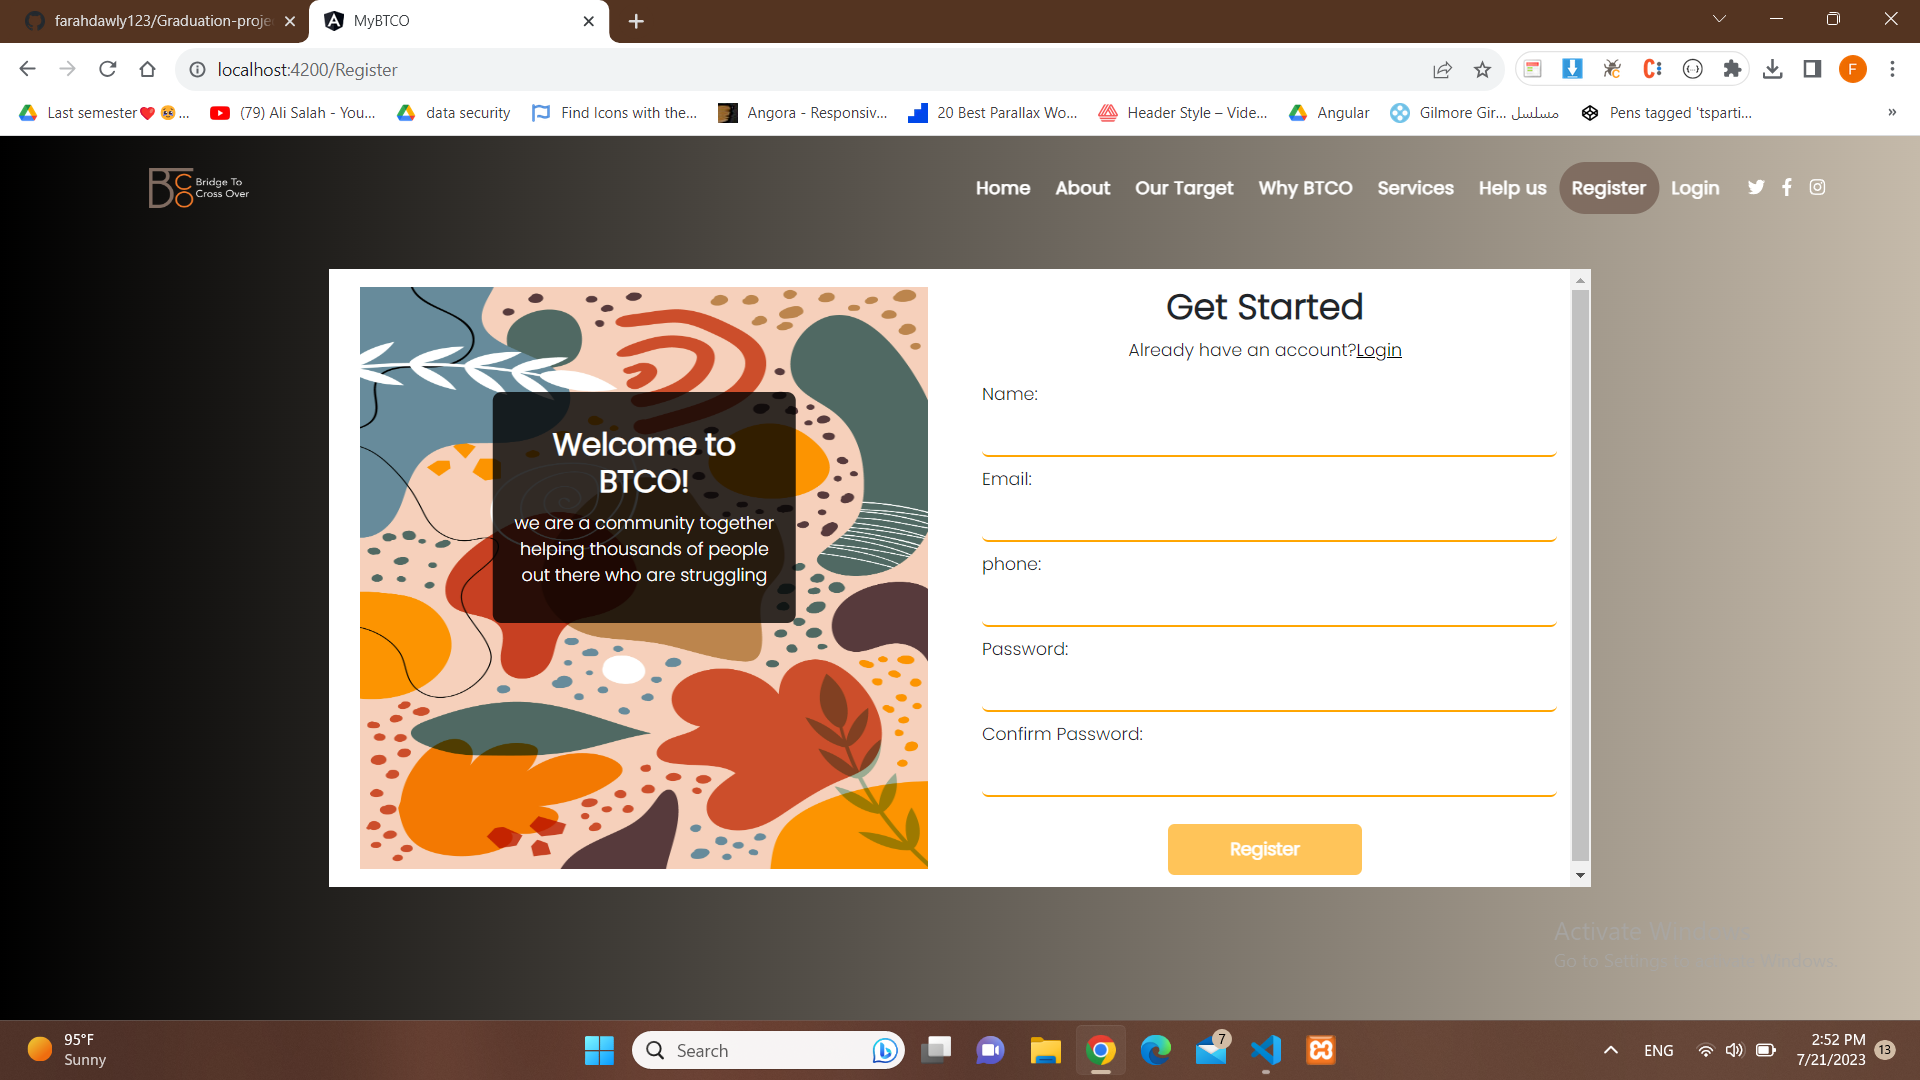 farahdawly123/Graduation-proje
MyBTCO
localhost:4200/Register
F
Last semester❤️🥹...
(79) Ali Salah - You...
data security
Find Icons with the...
Angora - Responsiv...
20 Best Parallax Wo...
Header Style – Vide...
Angular
Gilmore Gir... مسلسل
Pens tagged 'tsparti...
»
BTCO
Bridge To
Cross Over
Home
About
Our Target
Why BTCO
Services
Help us
Register
Login
Get Started
Already have an account?Login
Welcome to
BTCO!
we are a community together
helping thousands of people
out there who are struggling
Name:
Email:
phone:
Password:
Confirm Password:
Register
Activate Windows
Go to Settings to activate Windows.
95°F
Sunny
Search
7
ENG
2:52 PM
7/21/2023
13